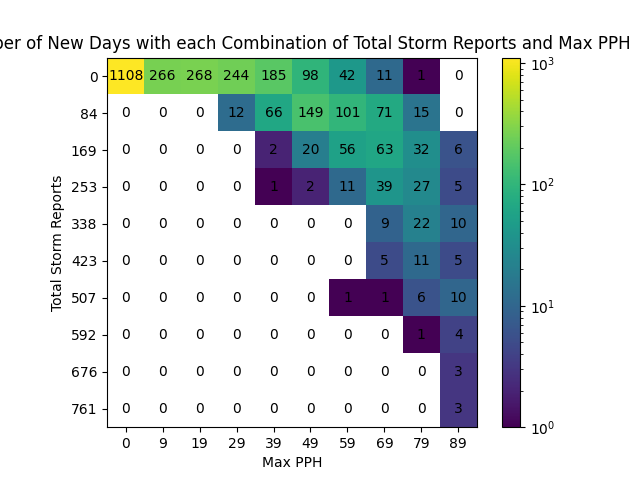 ber of New Days with each Combination of Total Storm Reports and Max PPH
0 1108 266 268 244 185 98 42 11 1 0
84 0 0 0 12 66 149 101 71 15 0
169 0 0 0 0 2 20 56 63 32 6
253 0 0 0 0 1 2 11 39 27 5
338 0 0 0 0 0 0 0 9 22 10
423 0 0 0 0 0 0 0 5 11 5
507 0 0 0 0 0 0 1 1 6 10
592 0 0 0 0 0 0 0 0 1 4
676 0 0 0 0 0 0 0 0 0 3
761 0 0 0 0 0 0 0 0 0 3
0 9 19 29 39 49 59 69 79 89
Max PPH
Total Storm Reports
10³
10²
10¹
10⁰